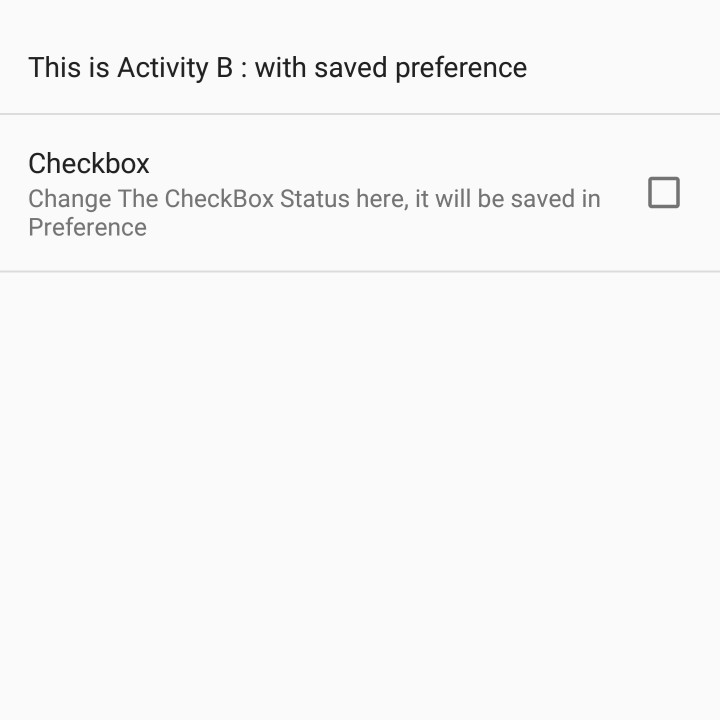 This is Activity B : with saved preference
Checkbox
Change The CheckBox Status here, it will be saved in
Preference